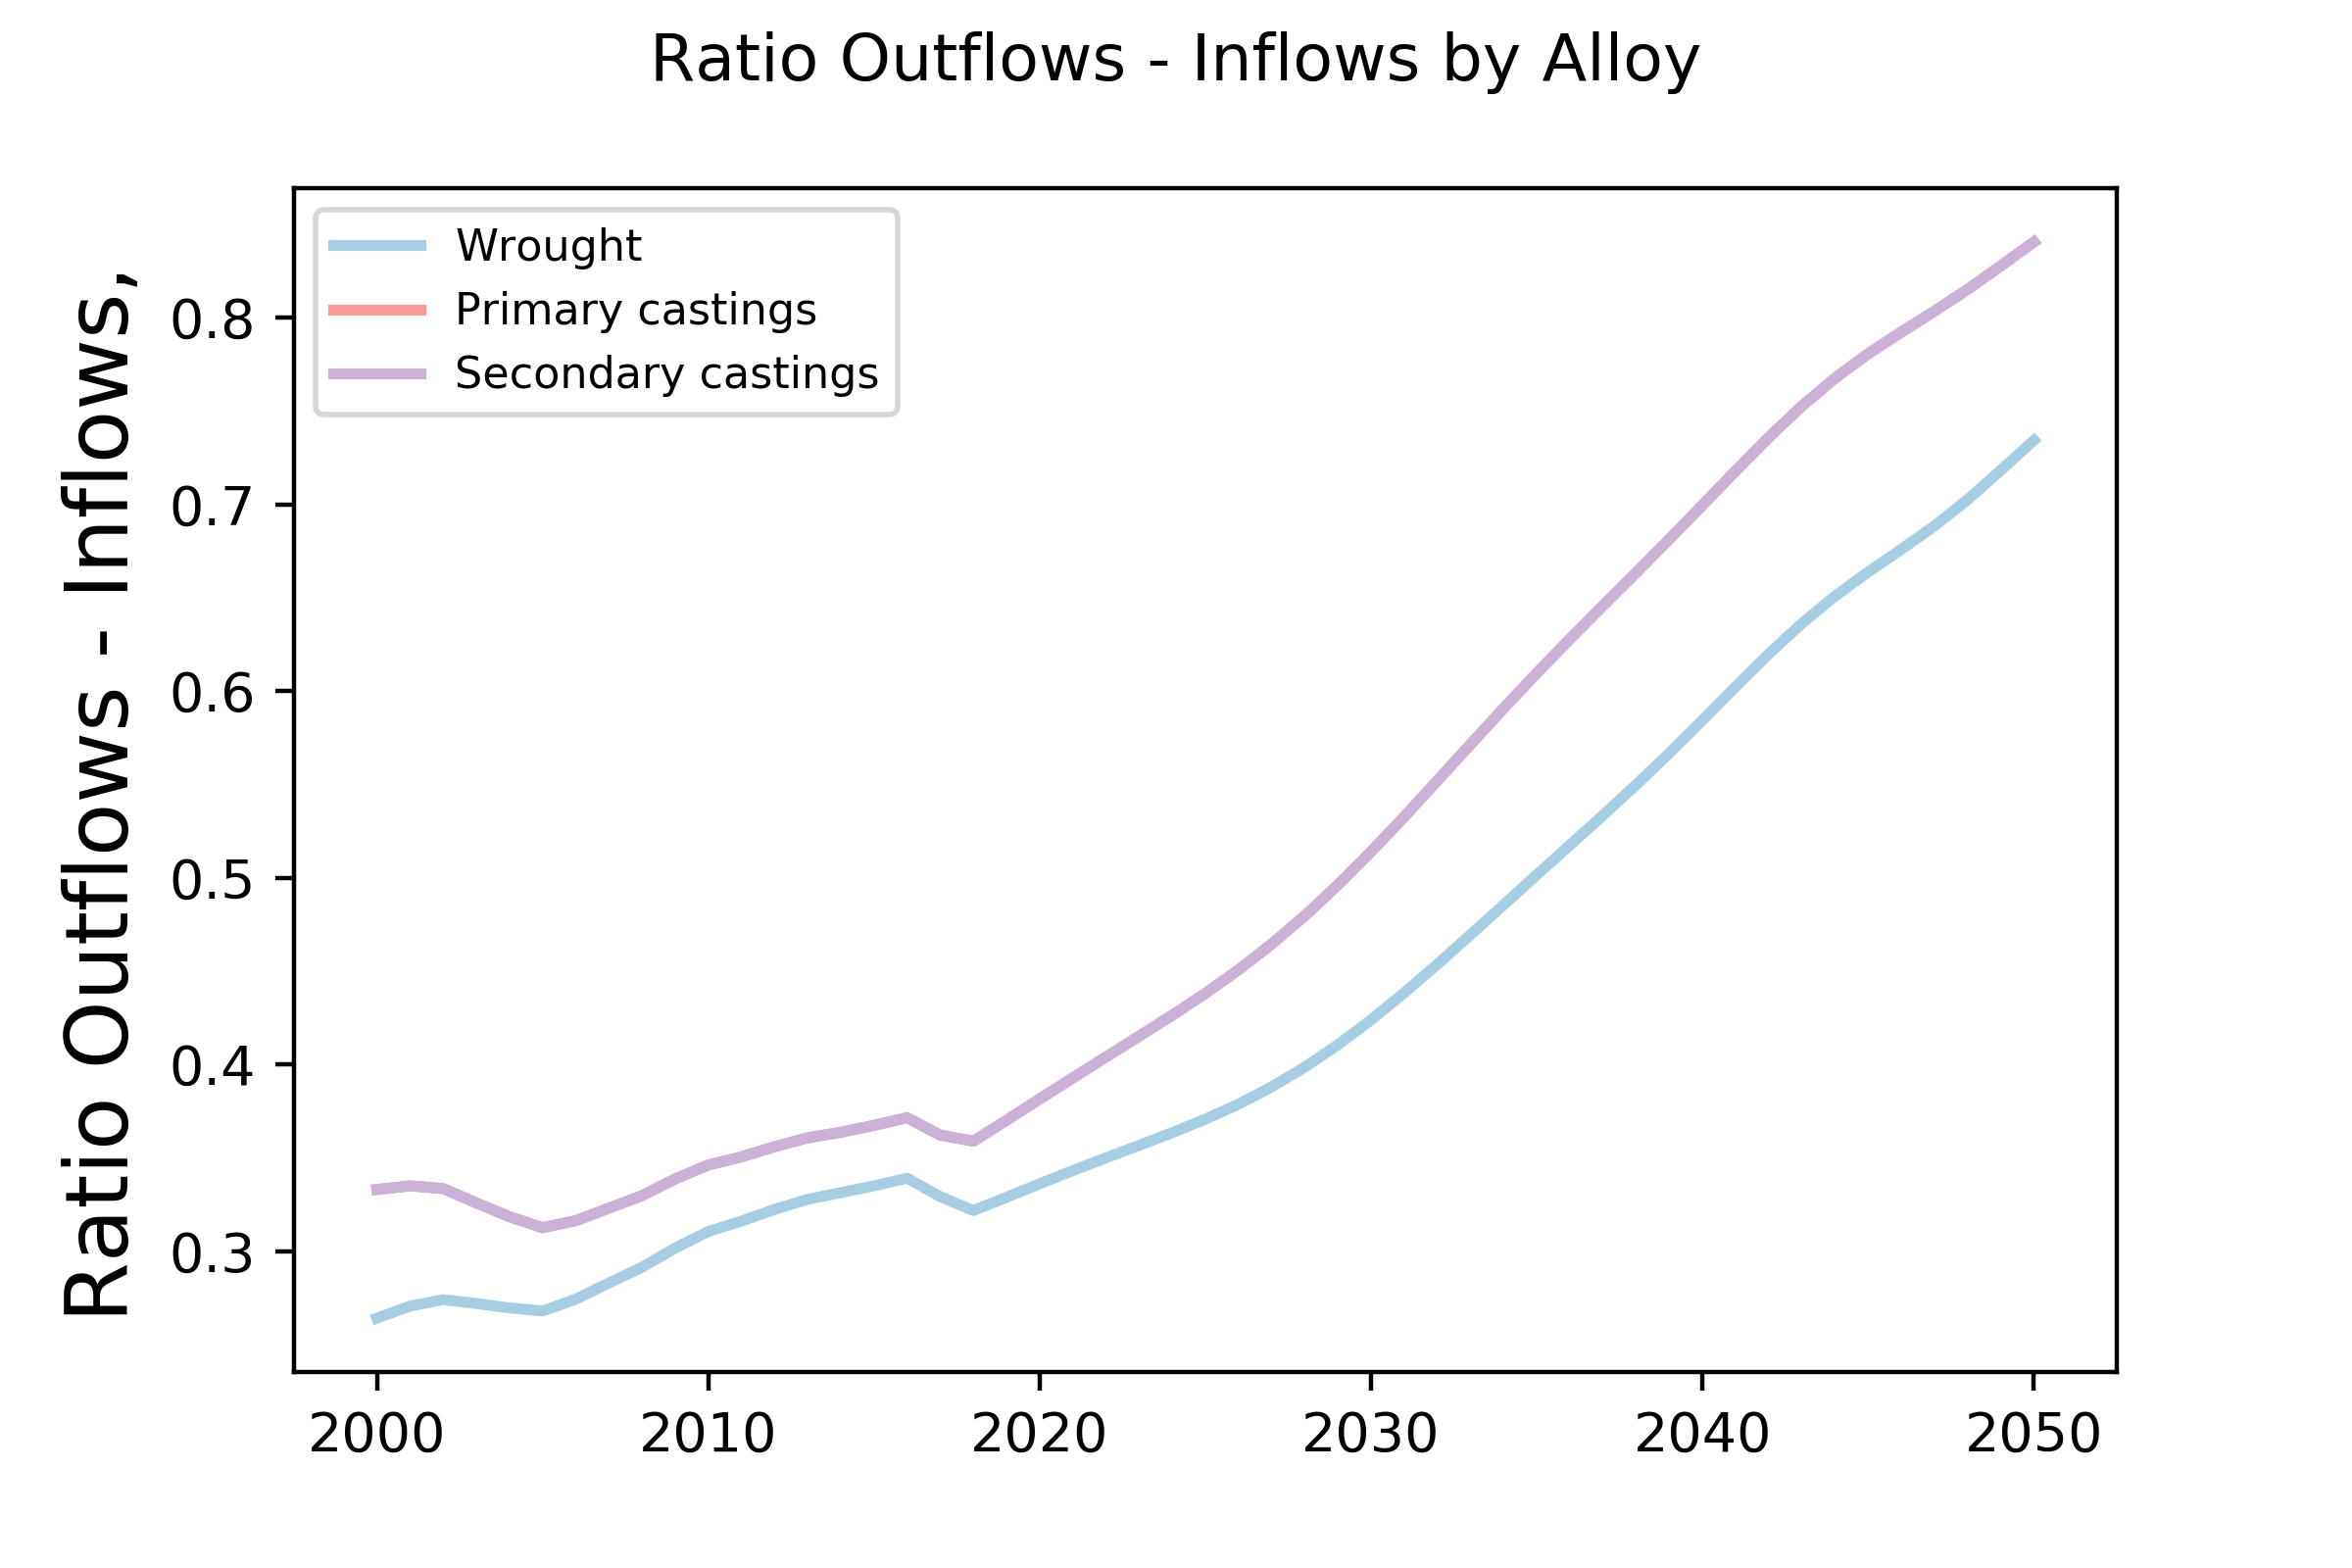 Ratio Outflows - Inflows by Alloy
Ratio Outflows - Inflows,
Wrought
Primary castings
Secondary castings
0.8
0.7
0.6
0.5
0.4
0.3
2000 2010 2020 2030 2040 2050